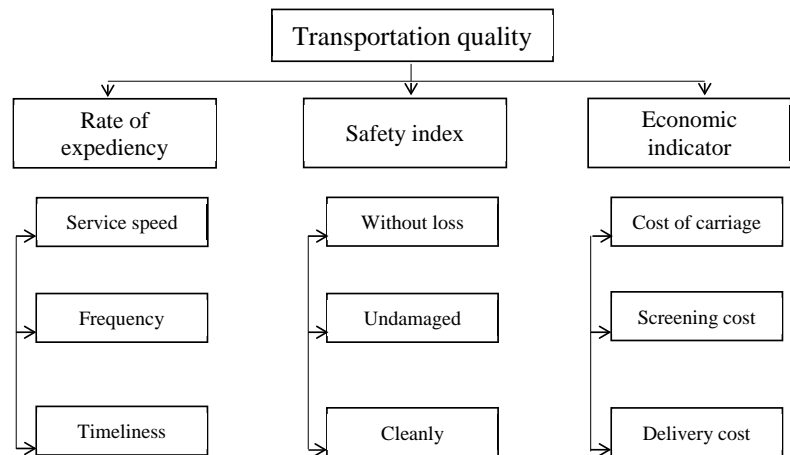 Transportation quality
Rate of
expediency
Safety index
Economic
indicator
Service speed
Without loss
Cost of carriage
Frequency
Undamaged
Screening cost
Timeliness
Cleanly
Delivery cost